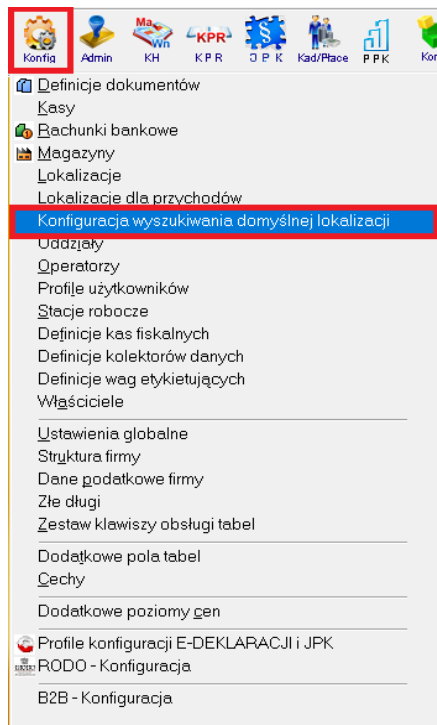 Ma Wn KPR
Konfig Admin KH KPR JPK Kad/Płace PPK Kon
Definicje dokumentów
Kasy
Rachunki bankowe
Magazyny
Lokalizacje
Lokalizacje dla przychodów
Konfiguracja wyszukiwania domyślnej lokalizacji
Oddziały
Operatorzy
Profile użytkowników
Stacje robocze
Definicje kas fiskalnych
Definicje kolektorów danych
Definicje wag etykietujących
Właściciele
Ustawienia globalne
Struktura firmy
Dane podatkowe firmy
Złe długi
Zestaw klawiszy obsługi tabel
Dodatkowe pola tabel
Cechy
Dodatkowe poziomy cen
Profile konfiguracji E-DEKLARACJI i JPK
RODO - Konfiguracja
B2B - Konfiguracja